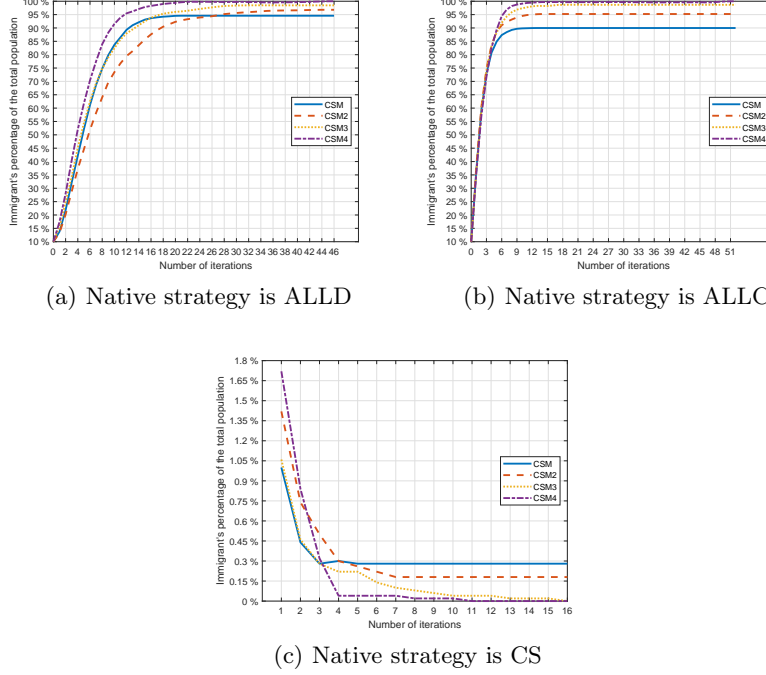 100 %
95 %
90 %
85 %
80 %
75 %
70 %
65 %
60 %
55 %
50 %
45 %
40 %
35 %
30 %
25 %
20 %
15 %
10 %
Immigrant's percentage of the total population
CSM
CSM2
CSM3
CSM4
0 2 4 6 8 10 12 14 16 18 20 22 24 26 28 30 32 34 36 38 40 42 44 46
Number of iterations
(a) Native strategy is ALLD
100 %
95 %
90 %
85 %
80 %
75 %
70 %
65 %
60 %
55 %
50 %
45 %
40 %
35 %
30 %
25 %
20 %
15 %
10 %
Immigrant's percentage of the total population
CSM
CSM2
CSM3
CSM4
0 3 6 9 12 15 18 21 24 27 30 33 36 39 42 45 48 51
Number of iterations
(b) Native strategy is ALLC
1.8 %
1.65 %
1.5 %
1.35 %
1.2 %
1.05 %
0.9 %
0.75 %
0.6 %
0.45 %
0.3 %
0.15 %
0 %
Immigrant's percentage of the total population
CSM
CSM2
CSM3
CSM4
1 2 3 4 5 6 7 8 9 10 11 12 13 14 15 16
Number of iterations
(c) Native strategy is CS